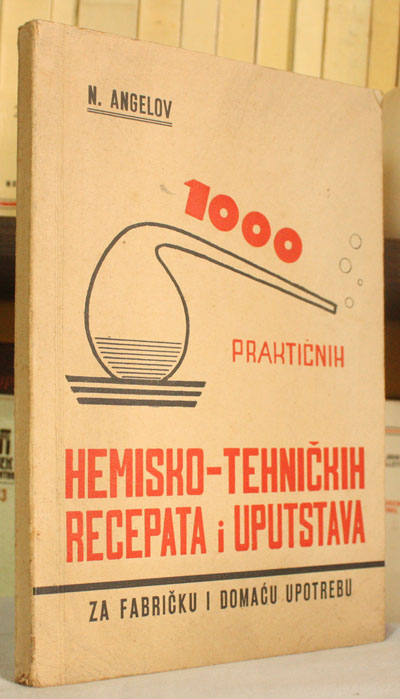 N. ANGELOV
1000
PRAKTIČNIH
HEMISKO-TEHNIČKIH
RECEPATA i UPUTSTAVA
ZA FABRIČKU I DOMAĆU UPOTREBU